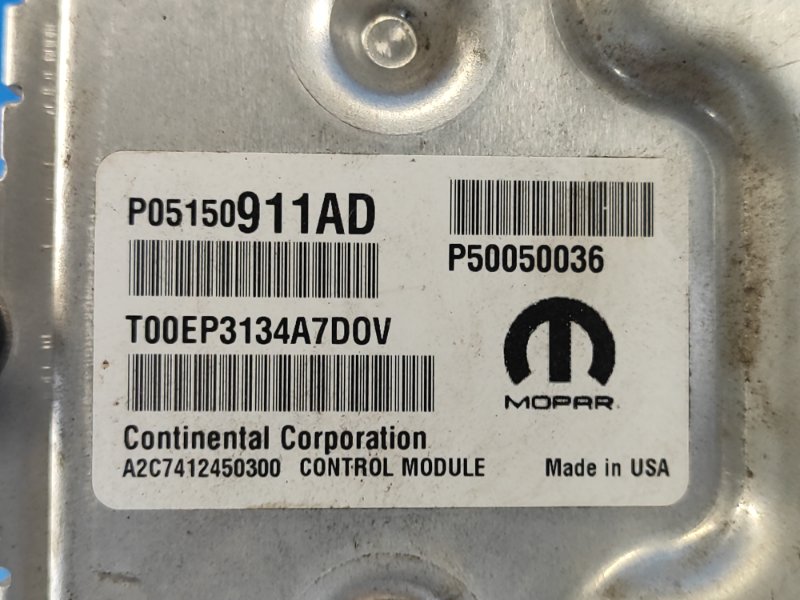 P05150911AD
P50050036
T00EP3134A7D0V
MOPAR
Continental Corporation
A2C7412450300 CONTROL MODULE Made in USA